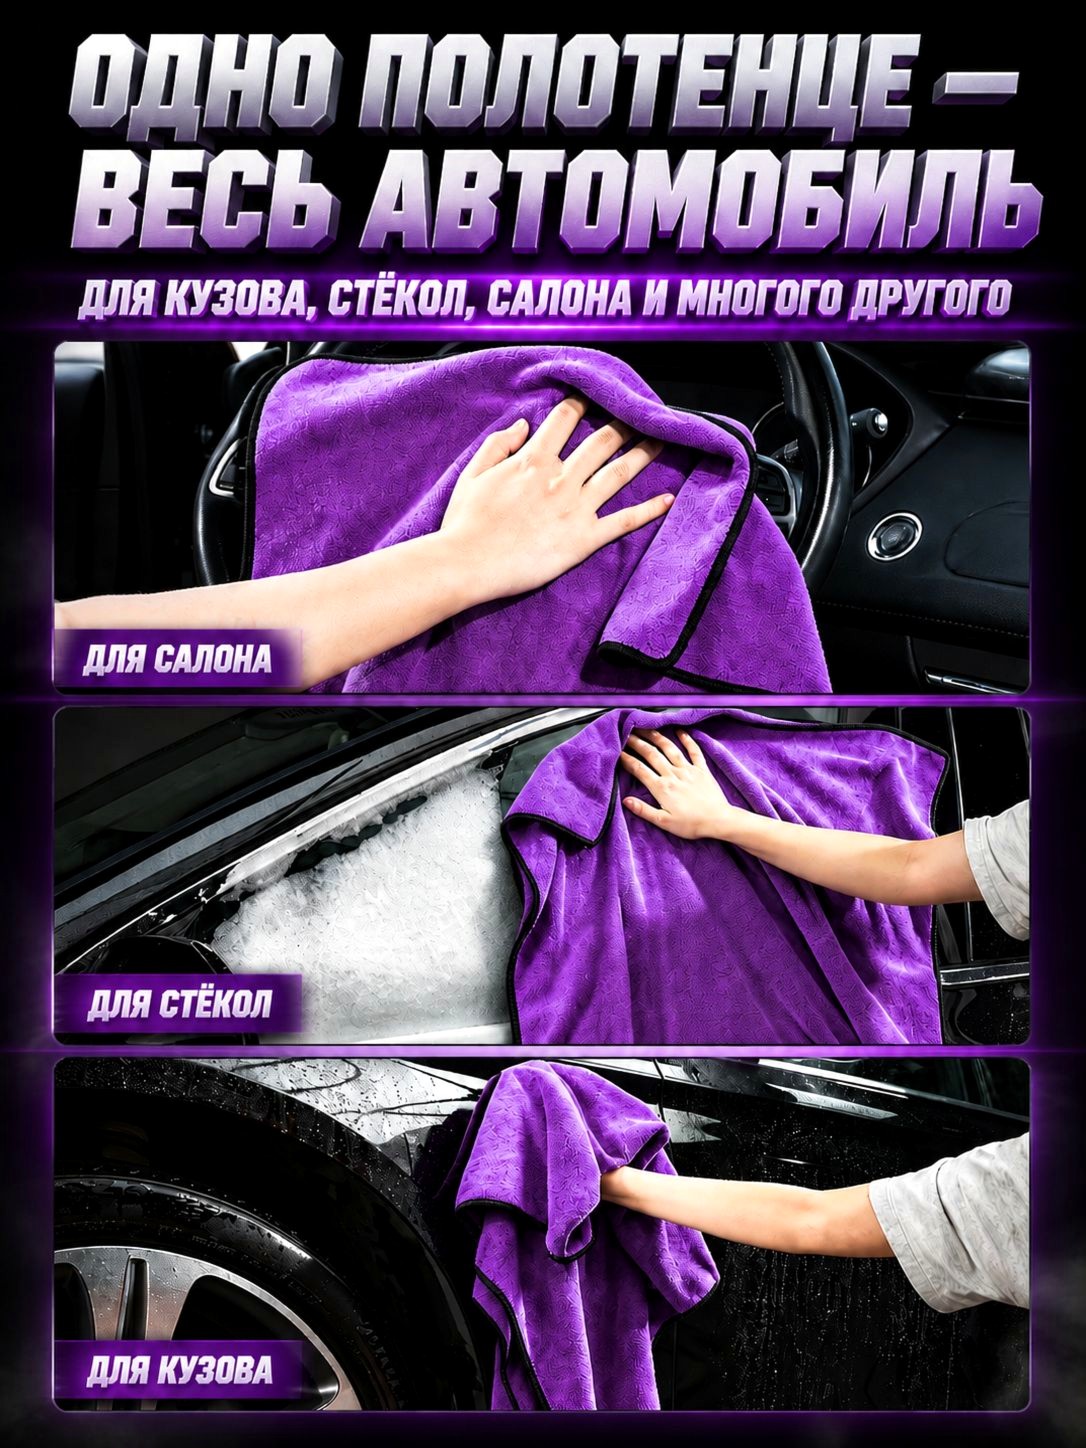 ОДНО ПОЛОТЕНЦЕ –
ВЕСЬ АВТОМОБИЛЬ
ДЛЯ КУЗОВА, СТЁКОЛ, САЛОНА И МНОГОГО ДРУГОГО
ДЛЯ САЛОНА
ДЛЯ СТЁКОЛ
ДЛЯ КУЗОВА